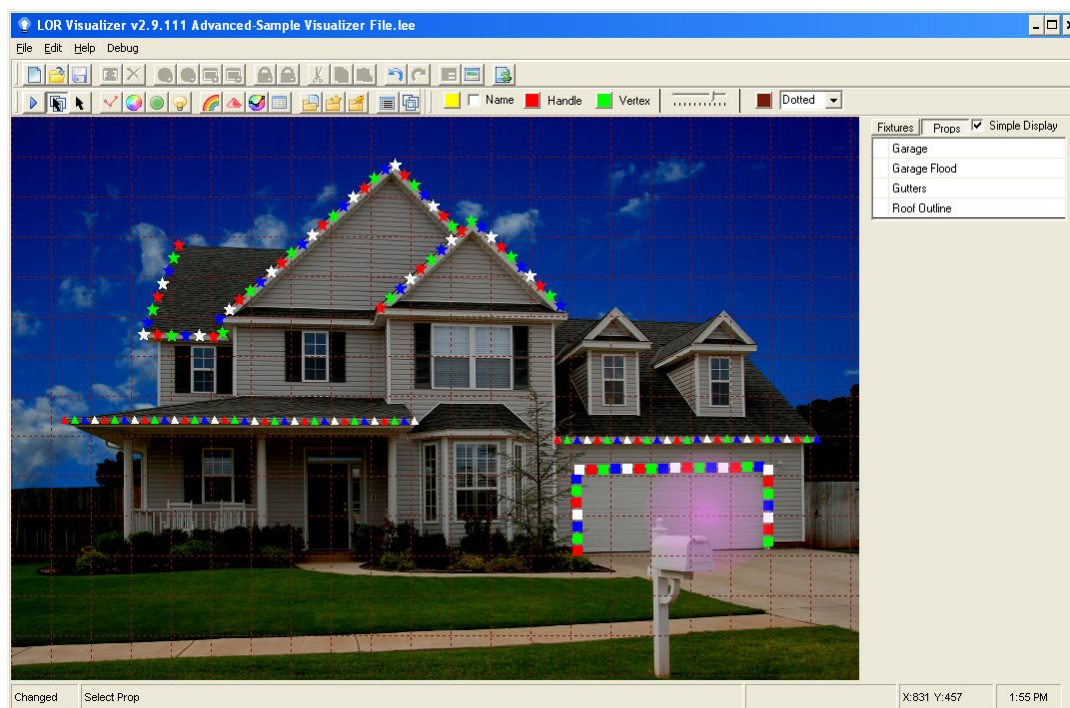 LOR Visualizer v2.9.111 Advanced-Sample Visualizer File.lee
File Edit Help Debug
Name Handle Vertex Dotted
Fixtures Props Simple Display
Garage
Garage Flood
Gutters
Roof Outline
Changed Select Prop X:831 Y:457 1:55 PM